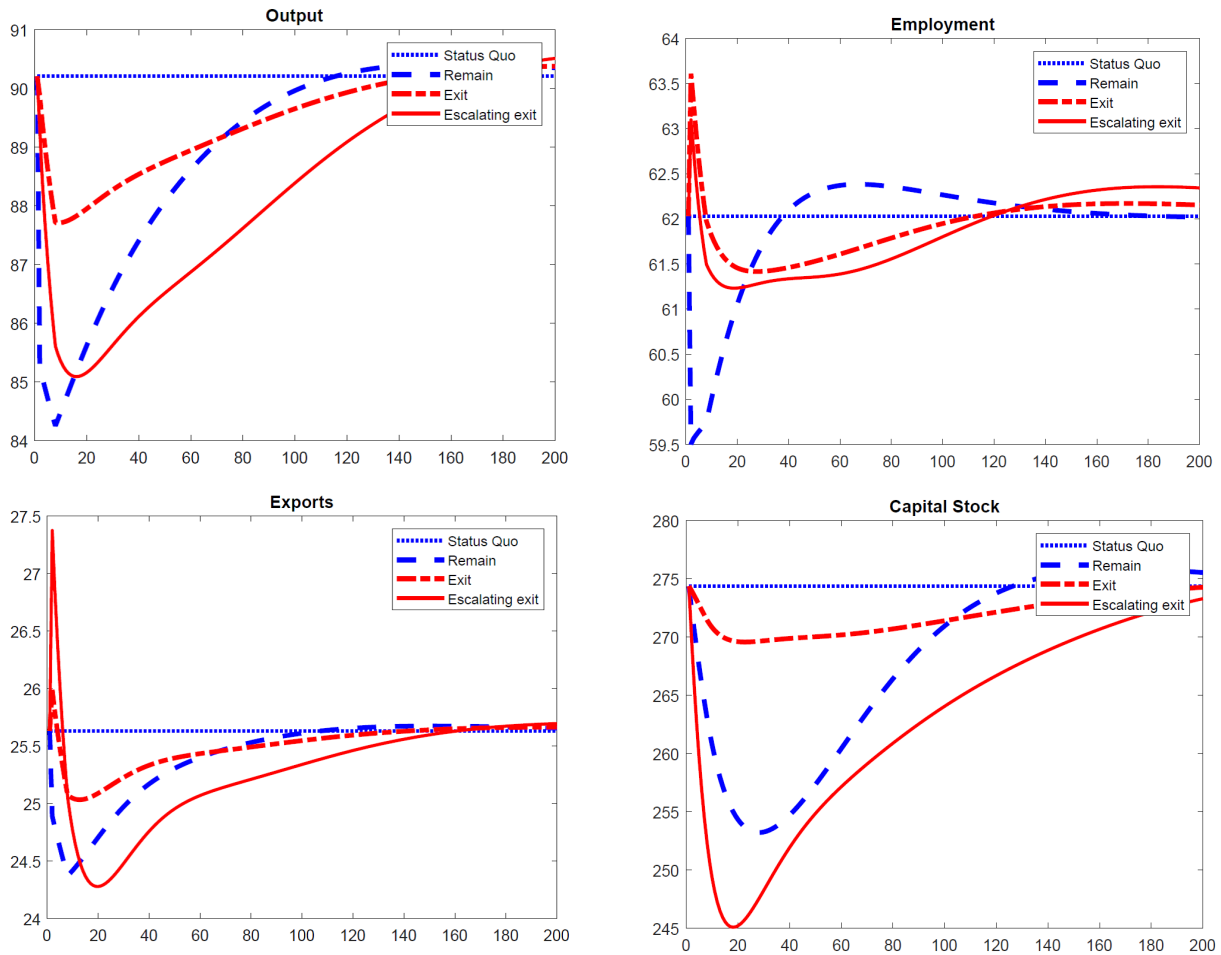 Output
91
90
89
88
87
86
85
84
0 20 40 60 80 100 120 140 160 180 200
Status Quo
Remain
Exit
Escalating exit
Employment
64
63.5
63
62.5
62
61.5
61
60.5
60
59.5
0 20 40 60 80 100 120 140 160 180 200
Status Quo
Remain
Exit
Escalating exit
Exports
27.5
27
26.5
26
25.5
25
24.5
24
0 20 40 60 80 100 120 140 160 180 200
Status Quo
Remain
Exit
Escalating exit
Capital Stock
280
275
270
265
260
255
250
245
0 20 40 60 80 100 120 140 160 180 200
Status Quo
Remain
Exit
Escalating exit